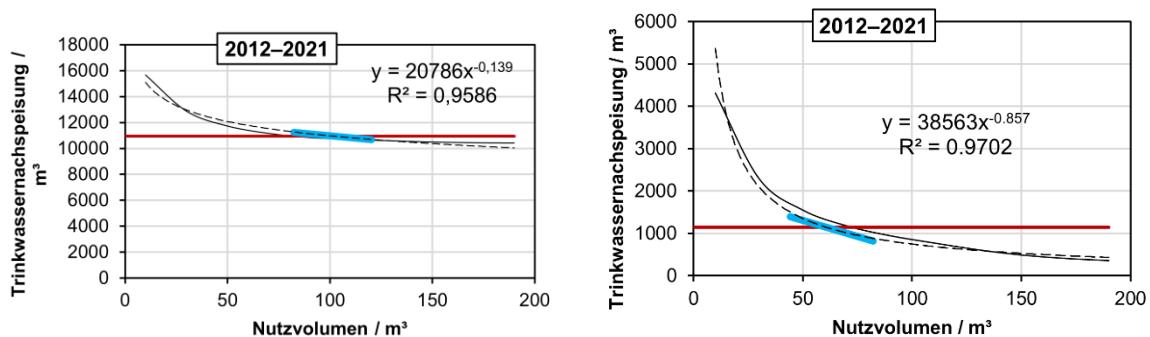 2012–2021
Trinkwassernachspeisung /
m³
18000
16000
14000
12000
10000
8000
6000
4000
2000
0
y = 20786x^-0,139
R² = 0,9586
0 50 100 150 200
Nutzvolumen / m³
2012–2021
Trinkwassernachspeisung / m³
6000
5000
4000
3000
2000
1000
0
y = 38563x^-0.857
R² = 0.9702
0 50 100 150 200
Nutzvolumen / m³